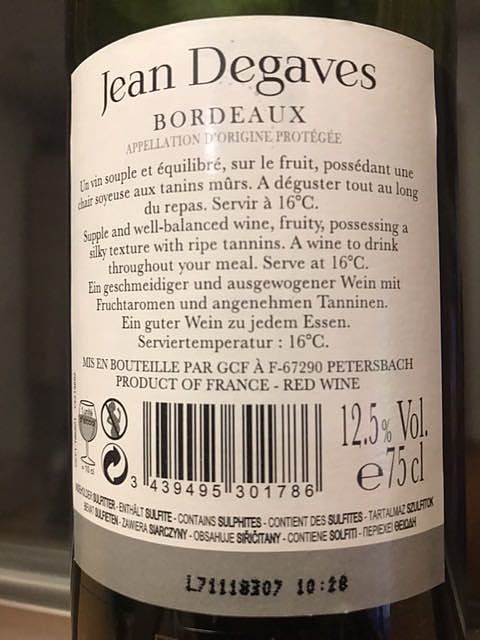 Jean Degaves
BORDEAUX
APPELLATION D'ORIGINE PROTÉGÉE
Un vin souple et équilibré, sur le fruit, possédant une
chair soyeuse aux tanins mûrs. A déguster tout au long
du repas. Servir à 16°C.
Supple and well-balanced wine, fruity, possessing a
silky texture with ripe tannins. A wine to drink
throughout your meal. Serve at 16°C.
Ein geschmeidiger und ausgewogener Wein mit
Fruchtaromen und angenehmen Tanninen.
Ein guter Wein zu jedem Essen.
Serviertemperatur : 16°C.
MIS EN BOUTEILLE PAR GCF À F-67290 PETERSBACH
PRODUCT OF FRANCE - RED WINE
12.5% Vol.
e 75 cl
3 439495 301786
SULFITTER - ENTHÄLT SULFITE - CONTAINS SULPHITES - CONTIENT DES SULFITES - TARTALMAZ SZULFITOK
BEVAT SULFIETEN - ZAWIERA SIARCZYNY - OBSAHUJE SIŘIČITANY - CONTIENE SOLFITI - ΠΕΡΙΕΧΕΙ ΘΕΙΩΔΗ
L71118307 10:28